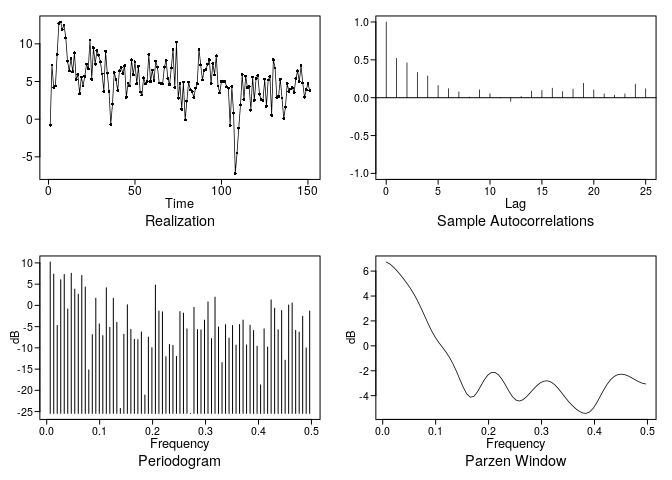 10
5
0
-5
0 50 100 150
Time
Realization
1.0
0.5
0.0
-0.5
-1.0
0 5 10 15 20 25
Lag
Sample Autocorrelations
10
5
0
-5
-10
-15
-20
-25
dB
0.0 0.1 0.2 0.3 0.4 0.5
Frequency
Periodogram
6
4
2
0
-2
-4
dB
0.0 0.1 0.2 0.3 0.4 0.5
Frequency
Parzen Window